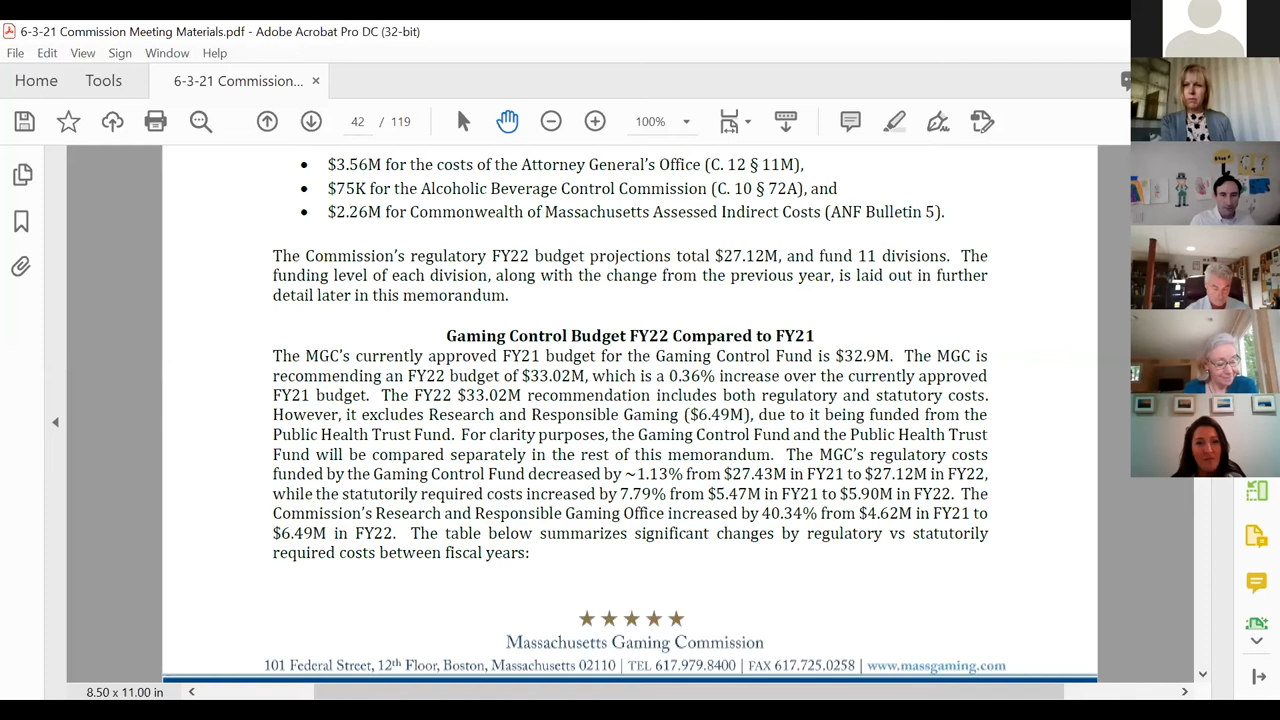 6-3-21 Commission Meeting Materials.pdf - Adobe Acrobat Pro DC (32-bit)
File Edit View Sign Window Help
Home Tools 6-3-21 Commission... ×
42 / 119 100%
• $3.56M for the costs of the Attorney General's Office (C. 12 § 11M),
• $75K for the Alcoholic Beverage Control Commission (C. 10 § 72A), and
• $2.26M for Commonwealth of Massachusetts Assessed Indirect Costs (ANF Bulletin 5).
The Commission's regulatory FY22 budget projections total $27.12M, and fund 11 divisions. The
funding level of each division, along with the change from the previous year, is laid out in further
detail later in this memorandum.
Gaming Control Budget FY22 Compared to FY21
The MGC's currently approved FY21 budget for the Gaming Control Fund is $32.9M. The MGC is
recommending an FY22 budget of $33.02M, which is a 0.36% increase over the currently approved
FY21 budget. The FY22 $33.02M recommendation includes both regulatory and statutory costs.
However, it excludes Research and Responsible Gaming ($6.49M), due to it being funded from the
Public Health Trust Fund. For clarity purposes, the Gaming Control Fund and the Public Health Trust
Fund will be compared separately in the rest of this memorandum. The MGC's regulatory costs
funded by the Gaming Control Fund decreased by ~1.13% from $27.43M in FY21 to $27.12M in FY22,
while the statutorily required costs increased by 7.79% from $5.47M in FY21 to $5.90M in FY22. The
Commission's Research and Responsible Gaming Office increased by 40.34% from $4.62M in FY21 to
$6.49M in FY22. The table below summarizes significant changes by regulatory vs statutorily
required costs between fiscal years:
★ ★ ★ ★ ★
Massachusetts Gaming Commission
101 Federal Street, 12th Floor, Boston, Massachusetts 02110 | TEL 617.979.8400 | FAX 617.725.0258 | www.massgaming.com
8.50 x 11.00 in